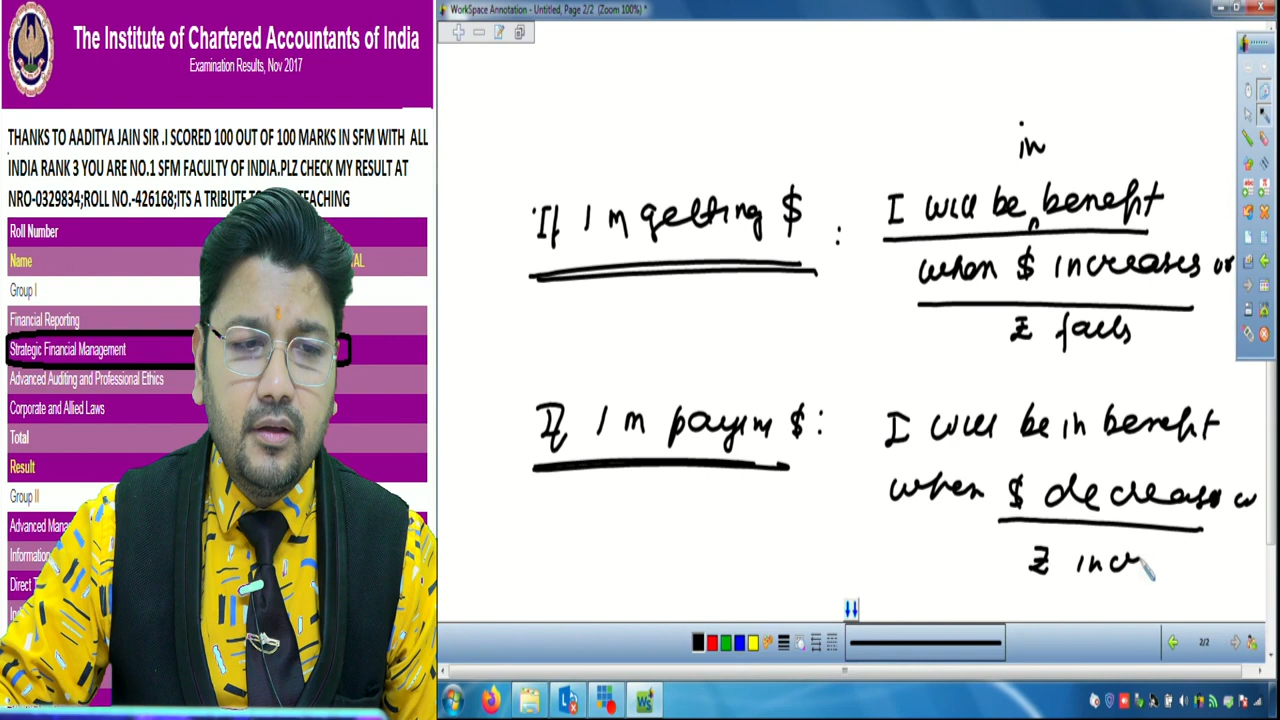 The Institute of Chartered Accountants of India
Examination Results, Nov 2017
THANKS TO AADITYA JAIN SIR .I SCORED 100 OUT OF 100 MARKS IN SFM WITH ALL
INDIA RANK 3 YOU ARE NO.1 SFM FACULTY OF INDIA.PLZ CHECK MY RESULT AT
NRO-0329834;ROLL NO.-426168;ITS A TRIBUTE TEACHING
Roll Number
Name AL
Group I
Financial Reporting
Strategic Financial Management
Advanced Auditing and Professional Ethics
Corporate and Allied Laws
Total
Result
Group II
Advanced Mana
Information
Direct T
WorkSpace Annotation - Untitled, Page 2/2 (Zoom 100%) *
If I m getting $ :
I will be in benefit
when $ increases or
₹ falls
If I m paying $ :
I will be in benefit
when $ decreases
₹ incr
2/2